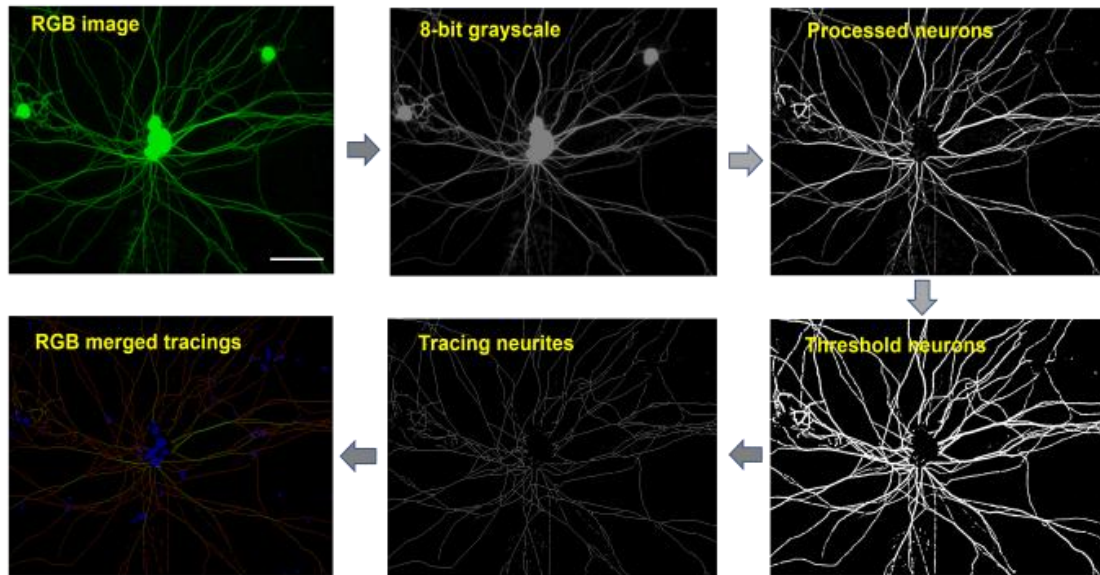 RGB image
8-bit grayscale
Processed neurons
Threshold neurons
Tracing neurites
RGB merged tracings